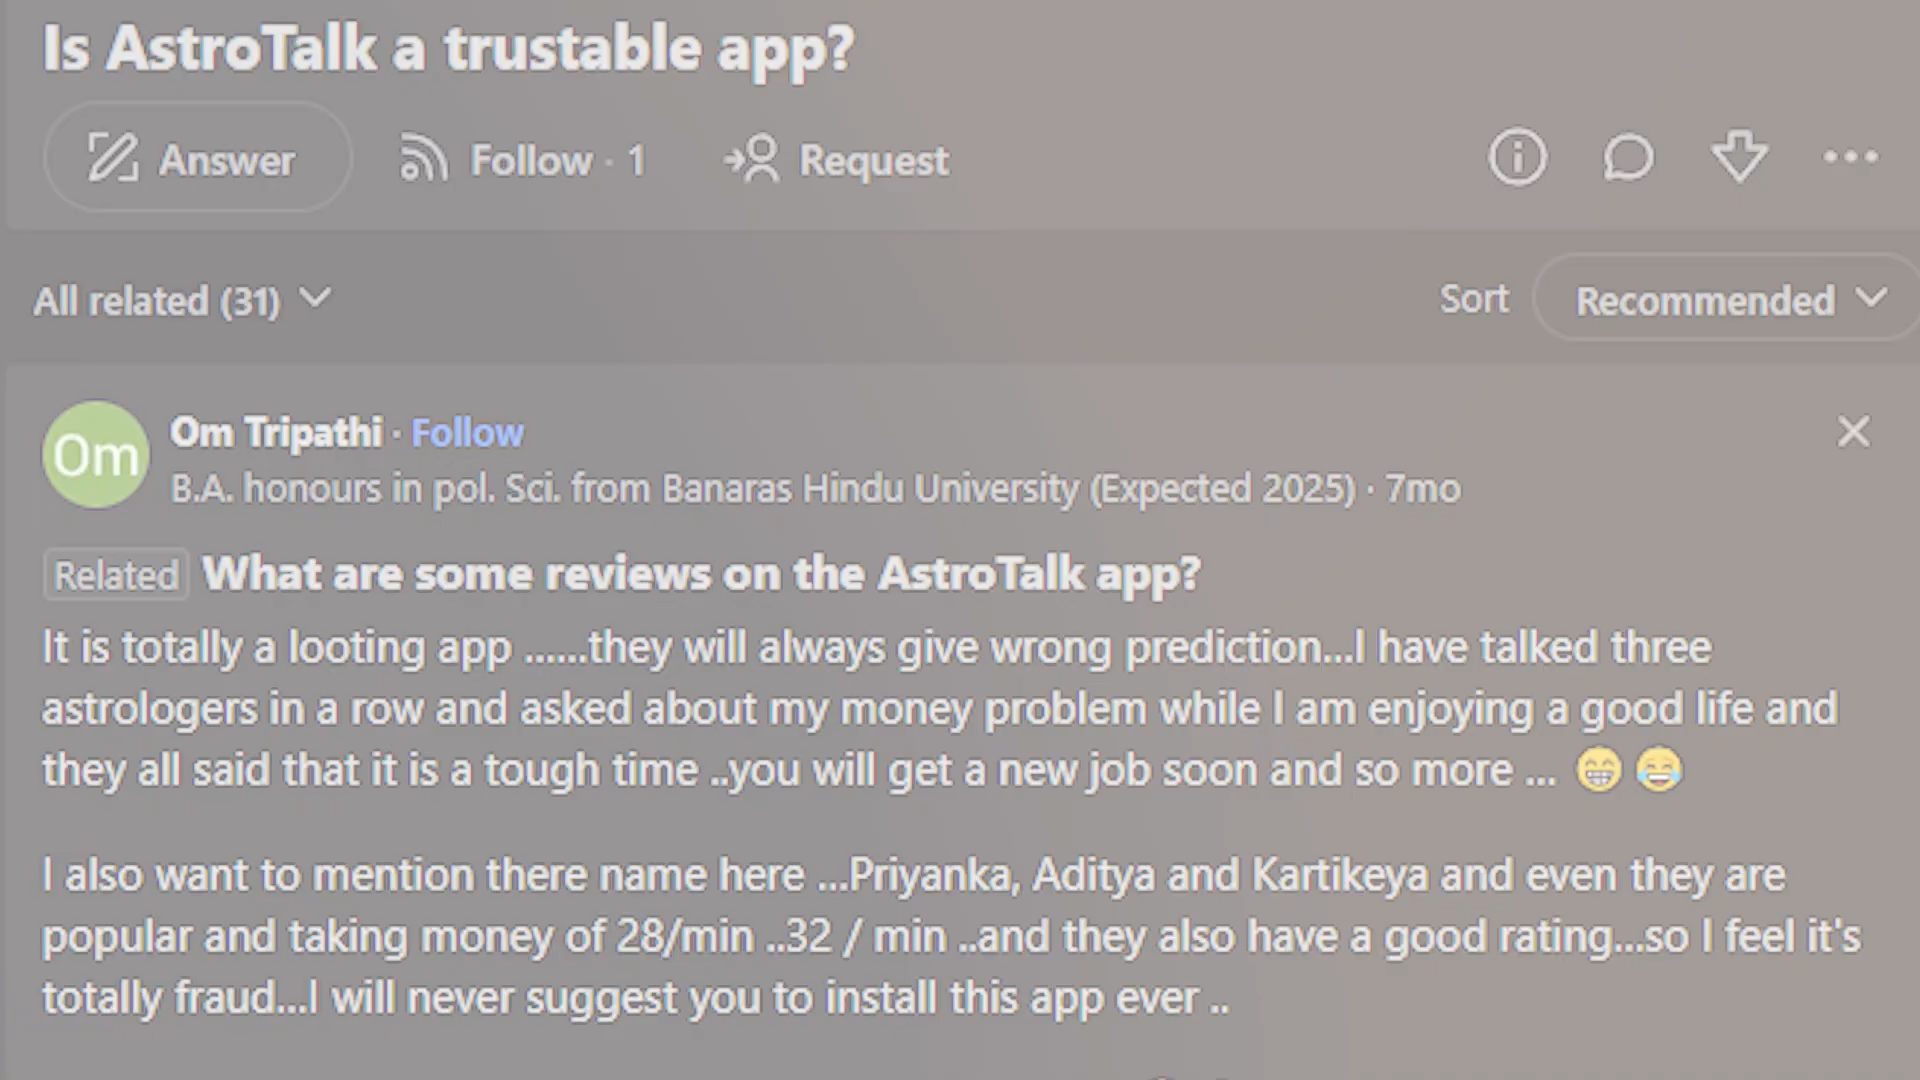 Is AstroTalk a trustable app?
Answer
Follow · 1
Request
All related (31)
Sort
Recommended
Om
Om Tripathi · Follow
B.A. honours in pol. Sci. from Banaras Hindu University (Expected 2025) · 7mo
Related What are some reviews on the AstroTalk app?
It is totally a looting app ......they will always give wrong prediction...I have talked three
astrologers in a row and asked about my money problem while I am enjoying a good life and
they all said that it is a tough time ..you will get a new job soon and so more ... 😁😂
I also want to mention there name here ...Priyanka, Aditya and Kartikeya and even they are
popular and taking money of 28/min ..32 / min ..and they also have a good rating...so I feel it's
totally fraud...I will never suggest you to install this app ever ..